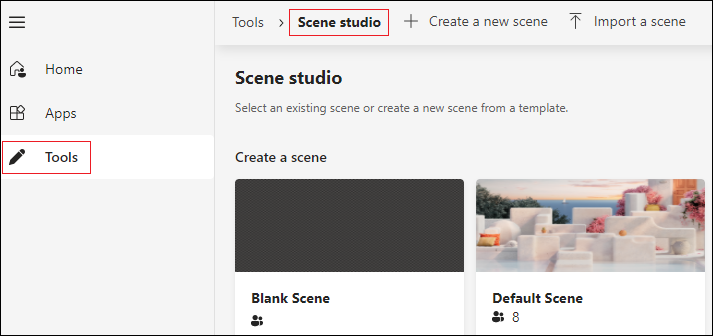 Tools > Scene studio + Create a new scene Import a scene
Home
Apps
Tools
Scene studio
Select an existing scene or create a new scene from a template.
Create a scene
Blank Scene
Default Scene
8